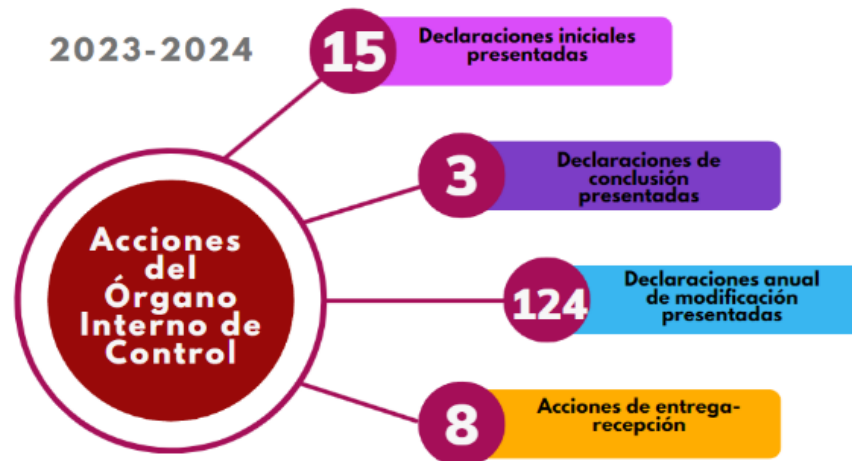 2023-2024
15
Declaraciones iniciales
presentadas
3
Declaraciones de
conclusión
presentadas
Acciones
del
Órgano
Interno de
Control
124
Declaraciones anual
de modificación
presentadas
8
Acciones de entrega-
recepción